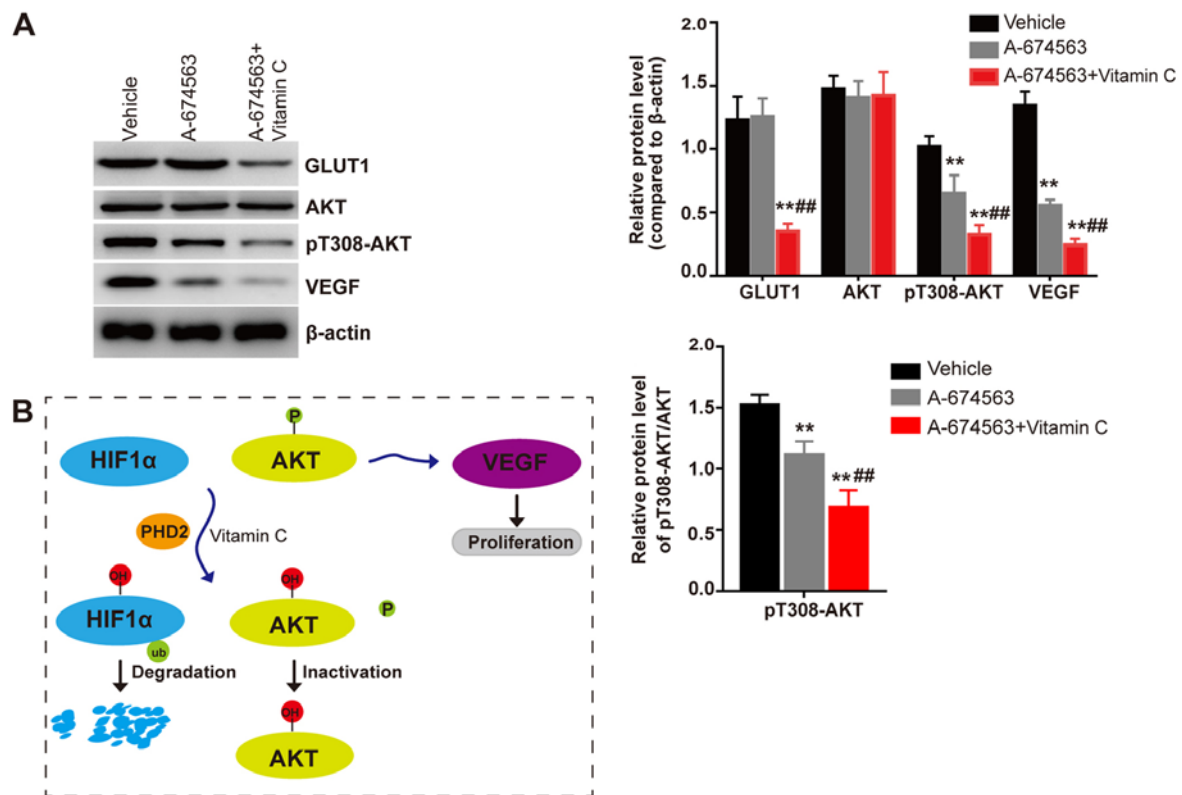 A
Vehicle
A-674563
A-674563+
Vitamin C
GLUT1
AKT
pT308-AKT
VEGF
β-actin
Relative protein level
(compared to β-actin)
2.0
1.5
1.0
0.5
0.0
Vehicle
A-674563
A-674563+Vitamin C
**##
**
**##
**
**##
GLUT1
AKT
pT308-AKT
VEGF
Relative protein level
of pT308-AKT/AKT
2.0
1.5
1.0
0.5
0.0
Vehicle
A-674563
A-674563+Vitamin C
**
**##
pT308-AKT
B
HIF1α
P
AKT
VEGF
PHD2
Vitamin C
Proliferation
OH
HIF1α
ub
OH
AKT
P
Degradation
Inactivation
OH
AKT